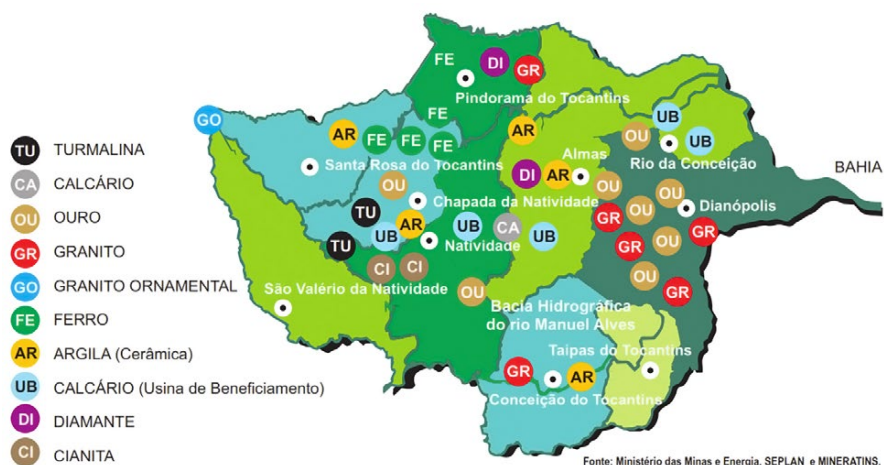 TU TURMALINA
CA CALCÁRIO
OU OURO
GR GRANITO
GO GRANITO ORNAMENTAL
FE FERRO
AR ARGILA (Cerâmica)
UB CALCÁRIO (Usina de Beneficiamento)
DI DIAMANTE
CI CIANITA
GO
FE DI GR
Pindorama do Tocantins
FE
AR FE FE FE
Santa Rosa do Tocantins
AR
UB
OU UB
Rio da Conceição
BAHIA
Almas
DI AR
OU
Chapada da Natividade
OU OU
Dianópolis
TU
OU
GR GR
UB AR
Natividade
UB CA UB
TU
GR OU
CI CI
OU
São Valério da Natividade
OU
GR
Bacia Hidrográfica
do rio Manuel Alves
Taipas do Tocantins
GR AR
Conceição do Tocantins
Fonte: Ministério das Minas e Energia, SEPLAN e MINERATINS.